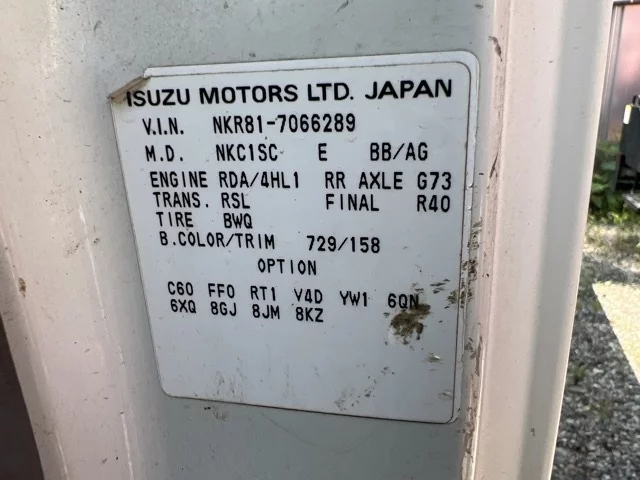 ISUZU MOTORS LTD. JAPAN
V.I.N. NKR81-7066289
M.D. NKC1SC E BB/AG
ENGINE RDA/4HL1 RR AXLE G73
TRANS. RSL FINAL R40
TIRE BWQ
B.COLOR/TRIM 729/158
OPTION
C60 FF0 RT1 V4D YW1 6QN
6XQ 8GJ 8JM 8KZ